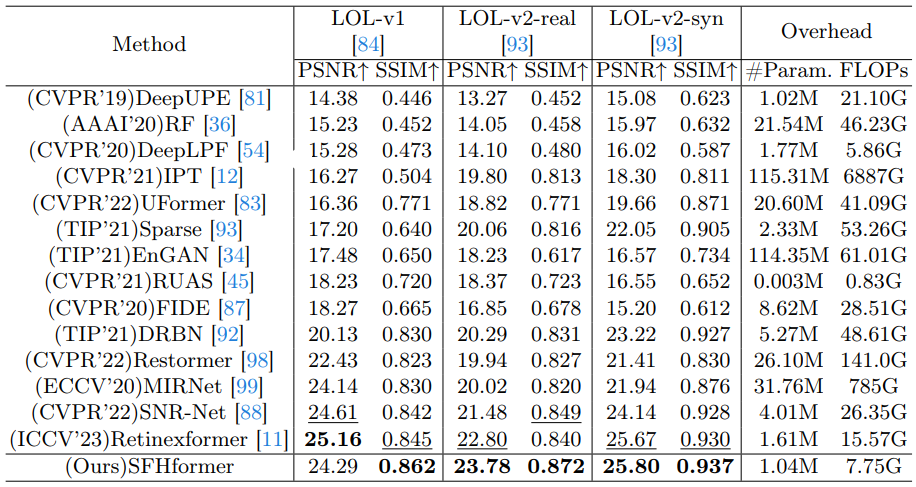 Method LOL-v1 [84] LOL-v2-real [93] LOL-v2-syn [93] Overhead
PSNR↑ SSIM↑ PSNR↑ SSIM↑ PSNR↑ SSIM↑ #Param. FLOPs
(CVPR'19)DeepUPE [81] 14.38 0.446 13.27 0.452 15.08 0.623 1.02M 21.10G
(AAAI'20)RF [36] 15.23 0.452 14.05 0.458 15.97 0.632 21.54M 46.23G
(CVPR'20)DeepLPF [54] 15.28 0.473 14.10 0.480 16.02 0.587 1.77M 5.86G
(CVPR'21)IPT [12] 16.27 0.504 19.80 0.813 18.30 0.811 115.31M 6887G
(CVPR'22)UFormer [83] 16.36 0.771 18.82 0.771 19.66 0.871 20.60M 41.09G
(TIP'21)Sparse [93] 17.20 0.640 20.06 0.816 22.05 0.905 2.33M 53.26G
(TIP'21)EnGAN [34] 17.48 0.650 18.23 0.617 16.57 0.734 114.35M 61.01G
(CVPR'21)RUAS [45] 18.23 0.720 18.37 0.723 16.55 0.652 0.003M 0.83G
(CVPR'20)FIDE [87] 18.27 0.665 16.85 0.678 15.20 0.612 8.62M 28.51G
(TIP'21)DRBN [92] 20.13 0.830 20.29 0.831 23.22 0.927 5.27M 48.61G
(CVPR'22)Restormer [98] 22.43 0.823 19.94 0.827 21.41 0.830 26.10M 141.0G
(ECCV'20)MIRNet [99] 24.14 0.830 20.02 0.820 21.94 0.876 31.76M 785G
(CVPR'22)SNR-Net [88] 24.61 0.842 21.48 0.849 24.14 0.928 4.01M 26.35G
(ICCV'23)Retinexformer [11] 25.16 0.845 22.80 0.840 25.67 0.930 1.61M 15.57G
(Ours)SFHformer 24.29 0.862 23.78 0.872 25.80 0.937 1.04M 7.75G